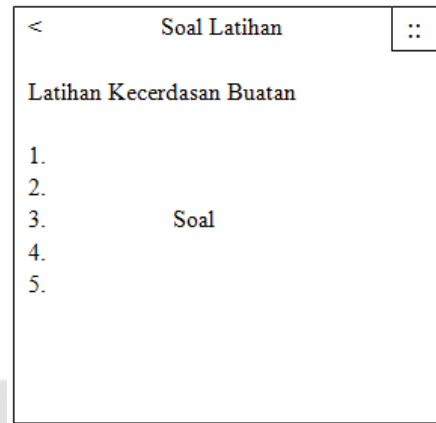 < Soal Latihan ::
Latihan Kecerdasan Buatan
1.
2.
3. Soal
4.
5.